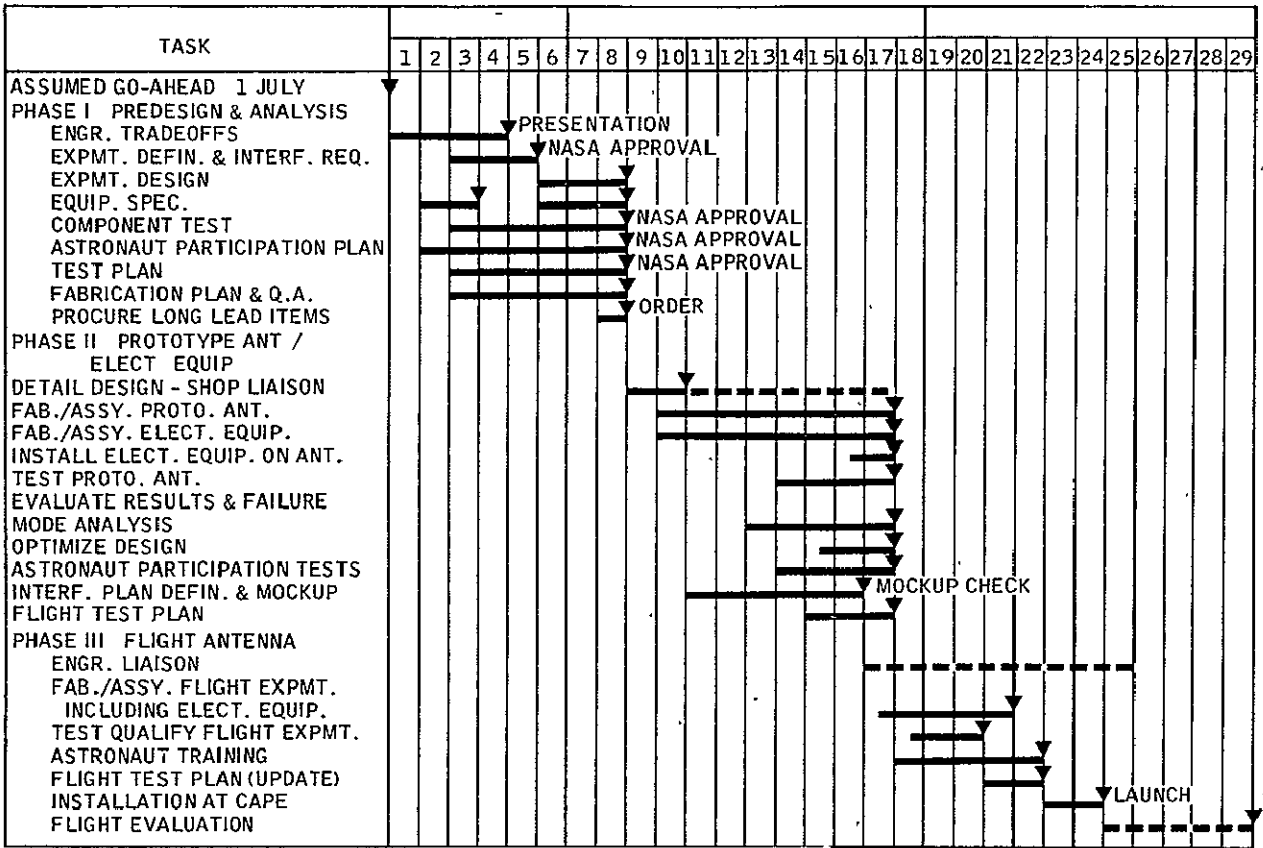 TASK
1 2 3 4 5 6 7 8 9 10 11 12 13 14 15 16 17 18 19 20 21 22 23 24 25 26 27 28 29
ASSUMED GO-AHEAD 1 JULY
PHASE I PREDESIGN & ANALYSIS
ENGR. TRADEOFFS PRESENTATION
EXPMT. DEFIN. & INTERF. REQ. NASA APPROVAL
EXPMT. DESIGN
EQUIP. SPEC.
COMPONENT TEST NASA APPROVAL
ASTRONAUT PARTICIPATION PLAN NASA APPROVAL
TEST PLAN NASA APPROVAL
FABRICATION PLAN & Q.A.
PROCURE LONG LEAD ITEMS ORDER
PHASE II PROTOTYPE ANT /
ELECT EQUIP
DETAIL DESIGN - SHOP LIAISON
FAB./ASSY. PROTO. ANT.
FAB./ASSY. ELECT. EQUIP.
INSTALL ELECT. EQUIP. ON ANT.
TEST PROTO. ANT.
EVALUATE RESULTS & FAILURE
MODE ANALYSIS
OPTIMIZE DESIGN
ASTRONAUT PARTICIPATION TESTS
INTERF. PLAN DEFIN. & MOCKUP MOCKUP CHECK
FLIGHT TEST PLAN
PHASE III FLIGHT ANTENNA
ENGR. LIAISON
FAB./ASSY. FLIGHT EXPMT.
INCLUDING ELECT. EQUIP.
TEST QUALIFY FLIGHT EXPMT.
ASTRONAUT TRAINING
FLIGHT TEST PLAN (UPDATE)
INSTALLATION AT CAPE LAUNCH
FLIGHT EVALUATION